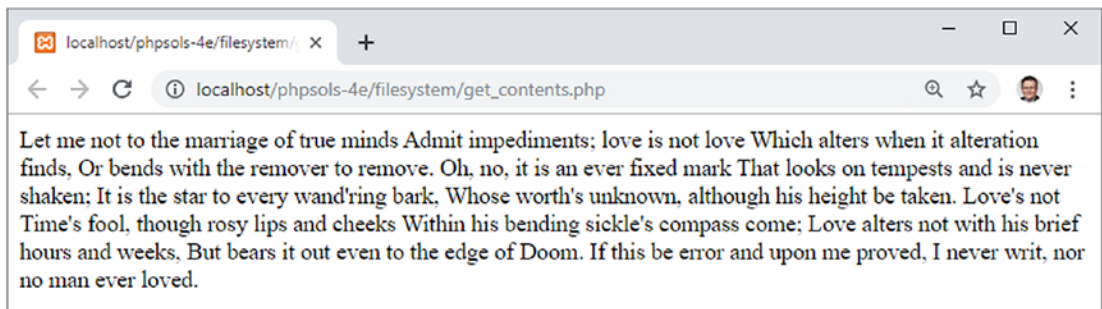 localhost/phpsols-4e/filesystem/
localhost/phpsols-4e/filesystem/get_contents.php
Let me not to the marriage of true minds Admit impediments; love is not love Which alters when it alteration
finds, Or bends with the remover to remove. Oh, no, it is an ever fixed mark That looks on tempests and is never
shaken; It is the star to every wand'ring bark, Whose worth's unknown, although his height be taken. Love's not
Time's fool, though rosy lips and cheeks Within his bending sickle's compass come; Love alters not with his brief
hours and weeks, But bears it out even to the edge of Doom. If this be error and upon me proved, I never writ, nor
no man ever loved.